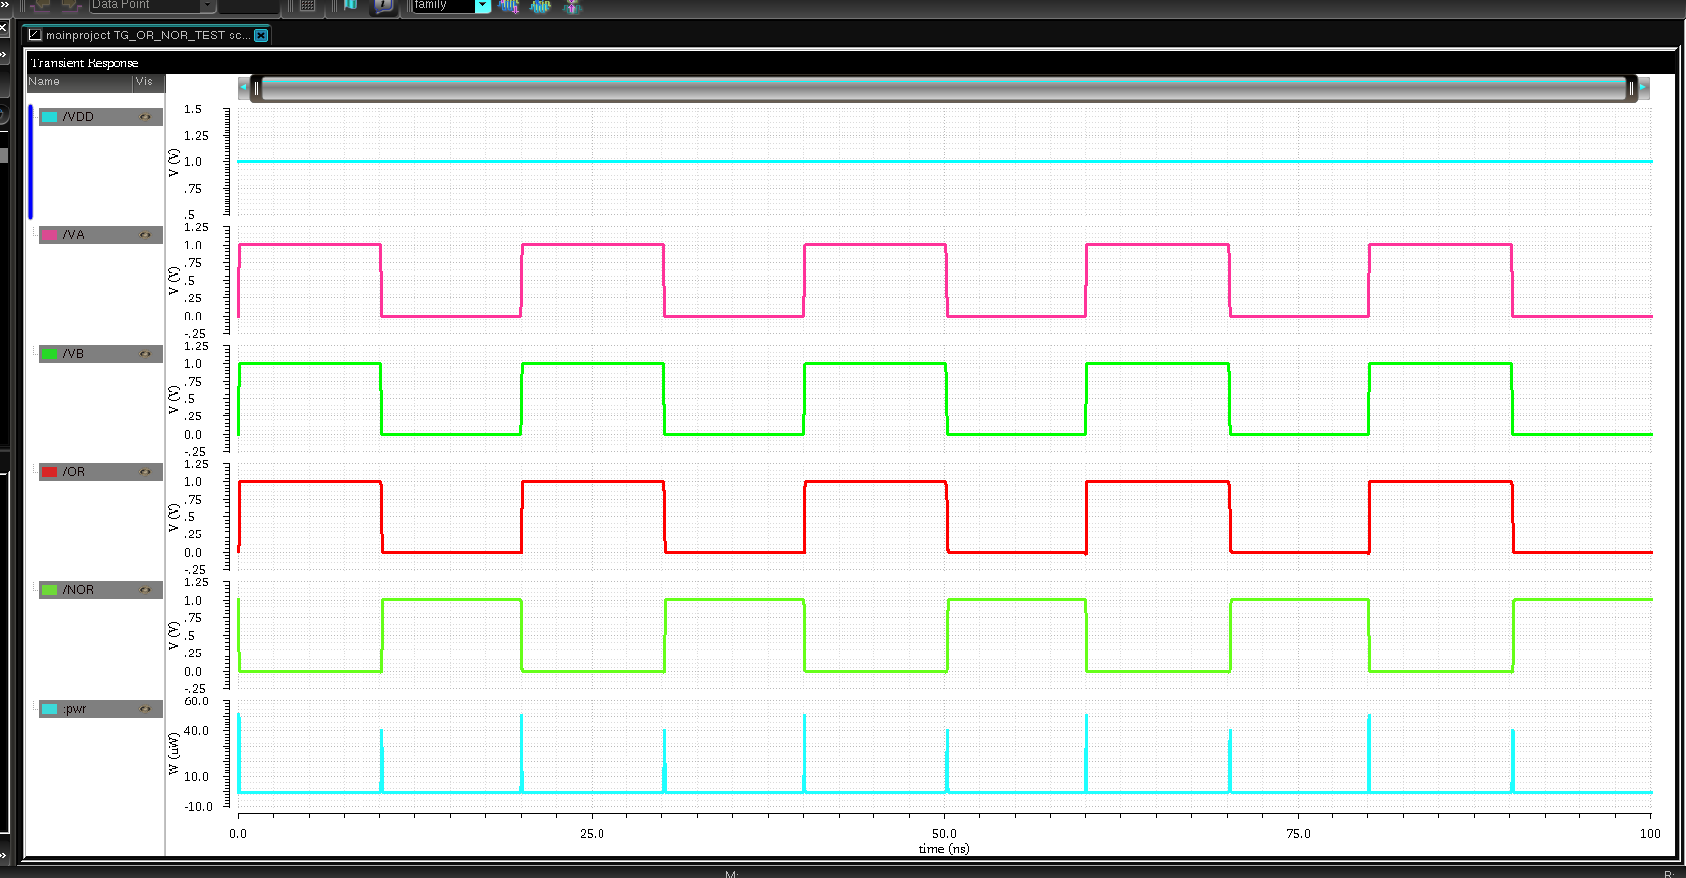 Data Point
family
mainproject TG_OR_NOR_TEST sc...
Transient Response
Name Vis
/VDD
1.5
1.25
1.0
.75
.5
V (V)
/VA
1.25
1.0
.75
.5
.25
0.0
-.25
V (V)
/VB
1.25
1.0
.75
.5
.25
0.0
-.25
V (V)
/OR
1.25
1.0
.75
.5
.25
0.0
-.25
V (V)
/NOR
1.25
1.0
.75
.5
.25
0.0
-.25
V (V)
:pwr
60.0
40.0
10.0
-10.0
W (uW)
0.0 25.0 50.0 75.0 100
time (ns)
M: R: